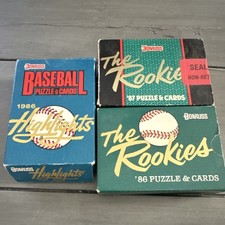 DONRUSS
BASEBALL
PUZZLE & CARDS
1986
Highlights
DONRUSS
Highlights
DONRUSS
The
Rookies
'87 PUZZLE & CARDS
SEAL
DONRUSS
The
Rookies
'86 PUZZLE & CARDS